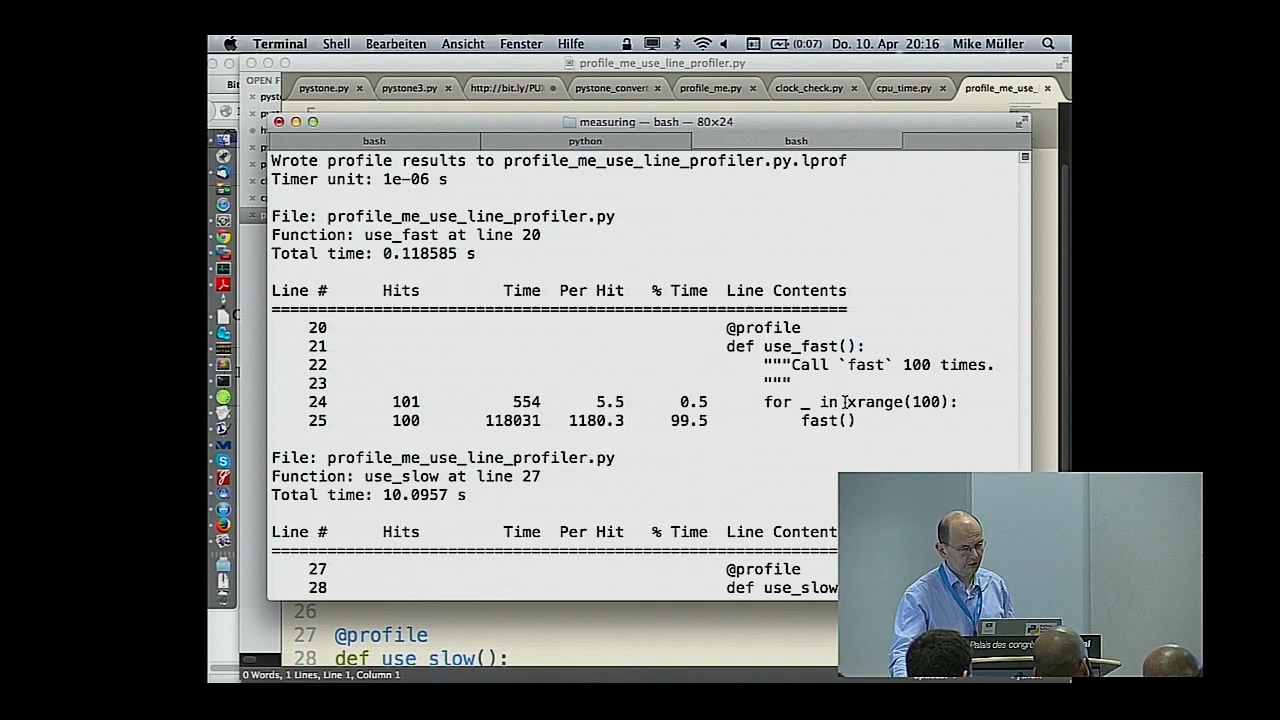 Terminal Shell Bearbeiten Ansicht Fenster Hilfe (0:07) Do. 10. Apr 20:16 Mike Müller
profile_me_use_line_profiler.py
OPEN F
pystone.py pystone3.py http://bit.ly/PU pystone_convert profile_me.py clock_check.py cpu_time.py profile_me_use_
Bit
measuring — bash — 80×24
bash python bash
Wrote profile results to profile_me_use_line_profiler.py.lprof
Timer unit: 1e-06 s
File: profile_me_use_line_profiler.py
Function: use_fast at line 20
Total time: 0.118585 s
Line # Hits Time Per Hit % Time Line Contents
==============================================================
20 @profile
21 def use_fast():
22 """Call `fast` 100 times.
23 """
24 101 554 5.5 0.5 for _ in xrange(100):
25 100 118031 1180.3 99.5 fast()
File: profile_me_use_line_profiler.py
Function: use_slow at line 27
Total time: 10.0957 s
Line # Hits Time Per Hit % Time Line Conten
==============================================================
27 @profile
28 def use_slow
26
27 @profile
28 def use_slow():
0 Words, 1 Lines, Line 1, Column 1
Palais des congrè